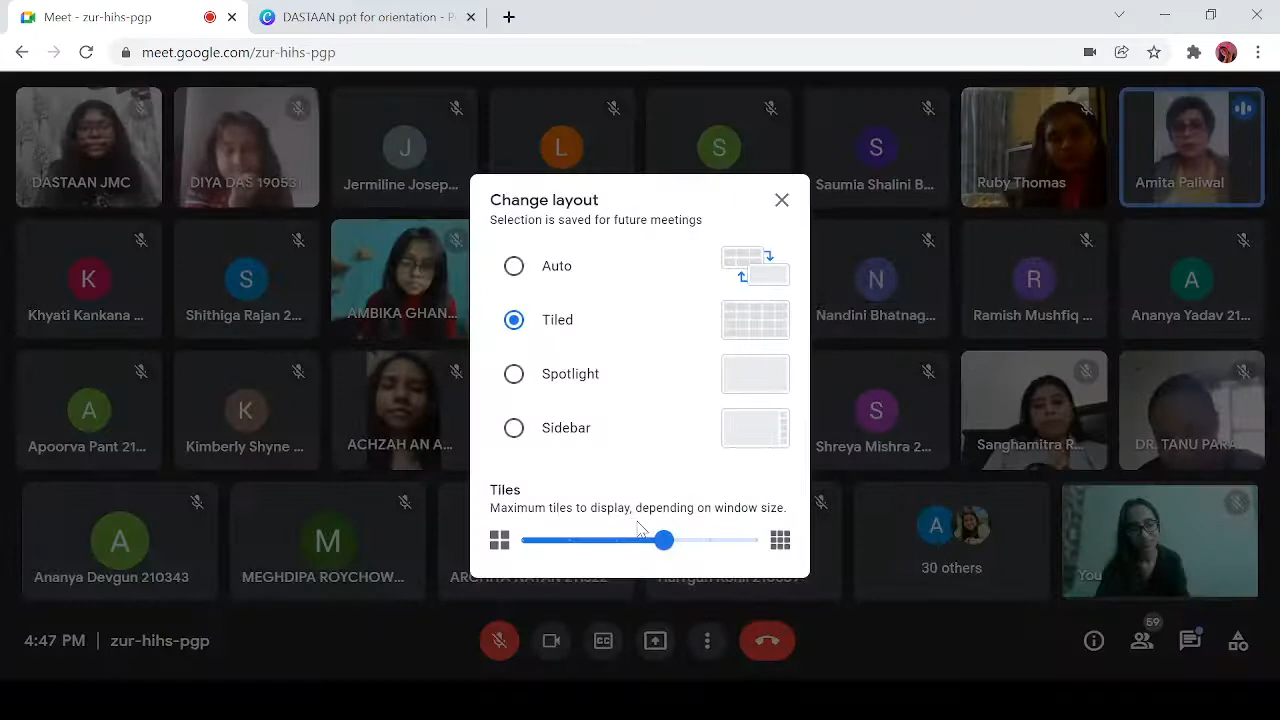 Meet - zur-hihs-pgp
DASTAAN ppt for orientation - P
meet.google.com/zur-hihs-pgp
DASTAAN JMC
DIYA DAS 19053
J
Jermiline Josep...
L
S
S
Saumia Shalini B...
Ruby Thomas
Amita Paliwal
K
Khyati Kankana ...
S
Shithiga Rajan 2...
AMBIKA GHAN
N
Nandini Bhatnag...
R
Ramish Mushfiq ...
A
Ananya Yadav 21...
A
Apoorva Pant 21...
K
Kimberly Shyne ...
ACHZAH AN A...
S
Shreya Mishra 2...
Sanghamitra R...
DR. TANU PARA
A
Ananya Devgun 210343
M
MEGHDIPA ROYCHOW...
A
30 others
You
Change layout
Selection is saved for future meetings
Auto
Tiled
Spotlight
Sidebar
Tiles
Maximum tiles to display, depending on window size.
4:47 PM | zur-hihs-pgp
CC
59